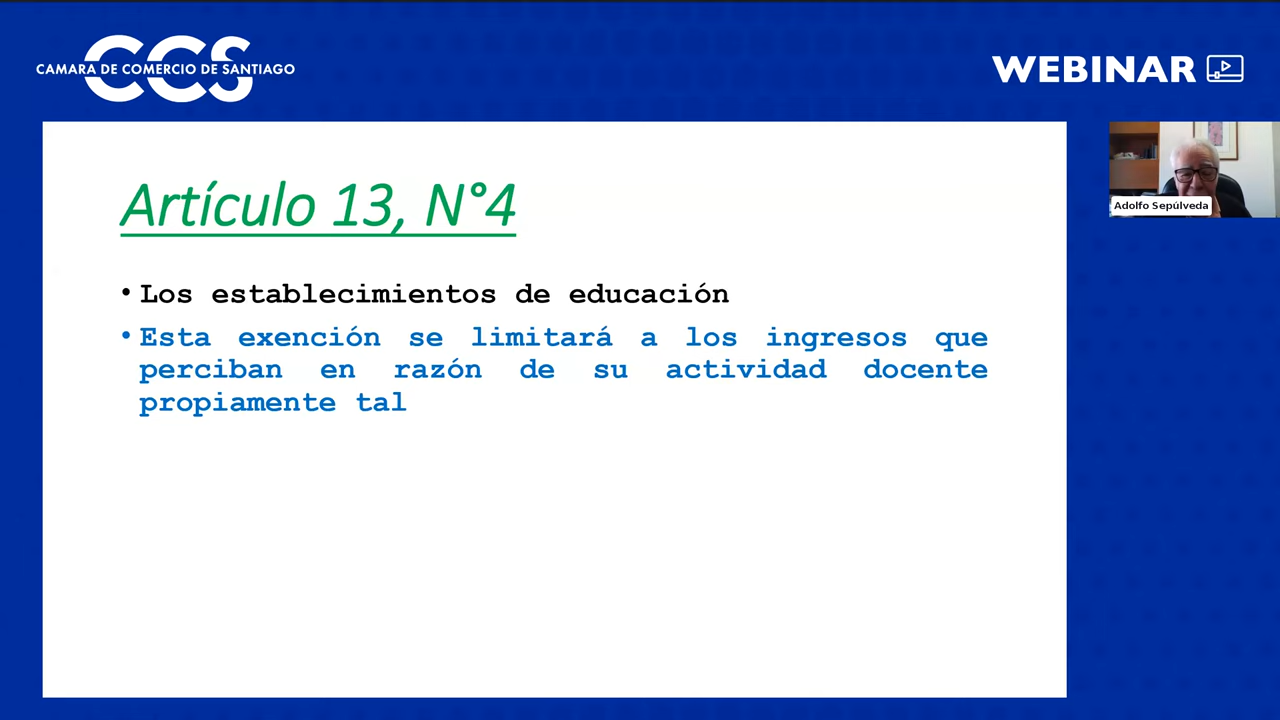 CCS
CAMARA DE COMERCIO DE SANTIAGO
WEBINAR
Artículo 13, N°4
• Los establecimientos de educación
• Esta exención se limitará a los ingresos que
perciban en razón de su actividad docente
propiamente tal
Adolfo Sepúlveda